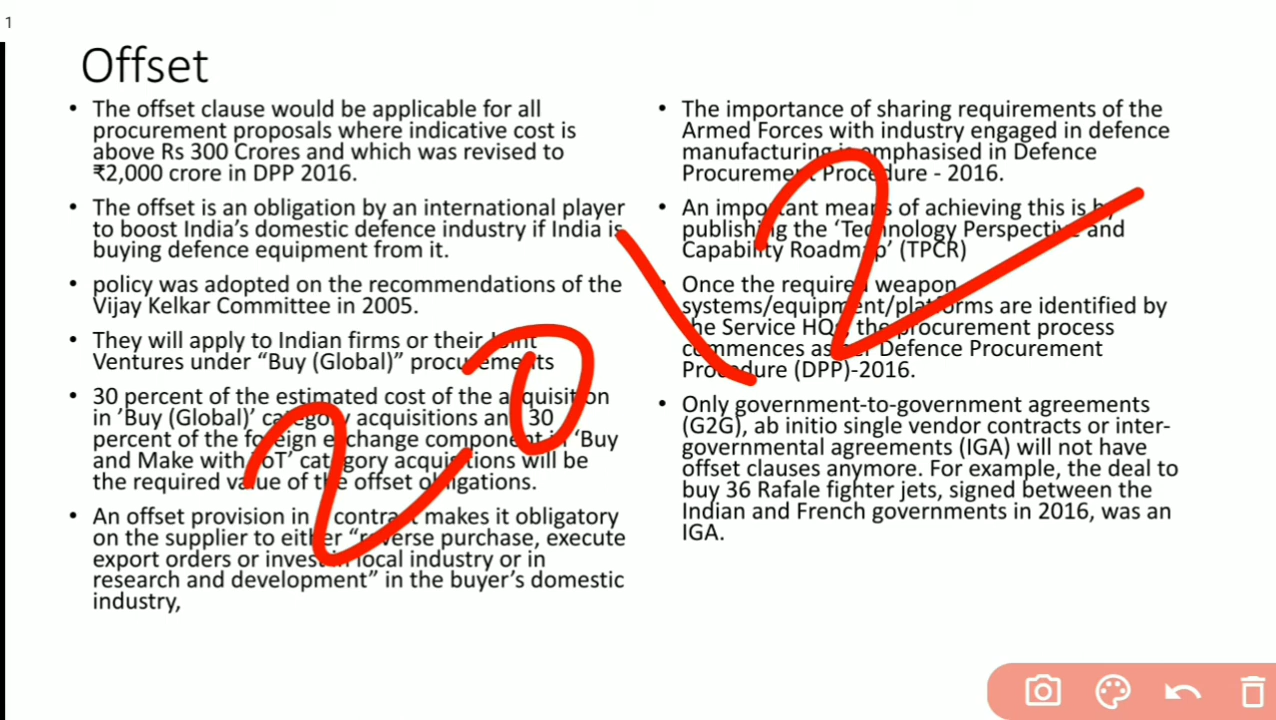 1
Offset
• The offset clause would be applicable for all
procurement proposals where indicative cost is
above Rs 300 Crores and which was revised to
₹2,000 crore in DPP 2016.
• The offset is an obligation by an international player
to boost India's domestic defence industry if India is
buying defence equipment from it.
• policy was adopted on the recommendations of the
Vijay Kelkar Committee in 2005.
• They will apply to Indian firms or their Joint
Ventures under “Buy (Global)” procurements
• 30 percent of the estimated cost of the acquisition
in ’Buy (Global)’ category acquisitions and 30
percent of the foreign exchange component in ‘Buy
and Make with ToT’ category acquisitions will be
the required value of the offset obligations.
• An offset provision in a contract makes it obligatory
on the supplier to either “reverse purchase, execute
export orders or invest in local industry or in
research and development” in the buyer’s domestic
industry,
• The importance of sharing requirements of the
Armed Forces with industry engaged in defence
manufacturing is emphasised in Defence
Procurement Procedure - 2016.
• An important means of achieving this is by
publishing the ‘Technology Perspective and
Capability Roadmap’ (TPCR)
• Once the required weapon
systems/equipment/platforms are identified by
the Service HQs, the procurement process
commences as per Defence Procurement
Procedure (DPP)-2016.
• Only government-to-government agreements
(G2G), ab initio single vendor contracts or inter-
governmental agreements (IGA) will not have
offset clauses anymore. For example, the deal to
buy 36 Rafale fighter jets, signed between the
Indian and French governments in 2016, was an
IGA.